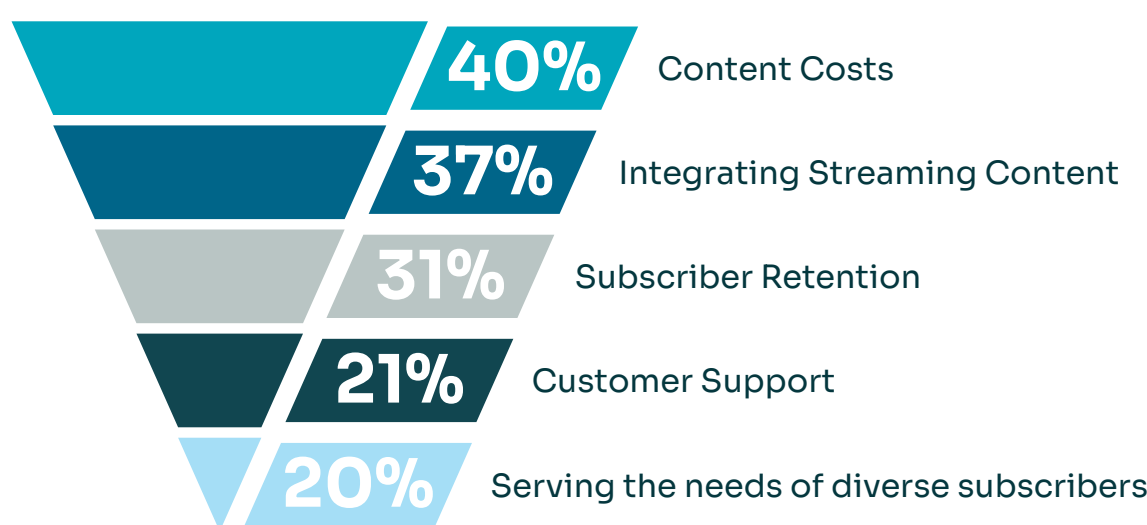 40% Content Costs
37% Integrating Streaming Content
31% Subscriber Retention
21% Customer Support
20% Serving the needs of diverse subscribers